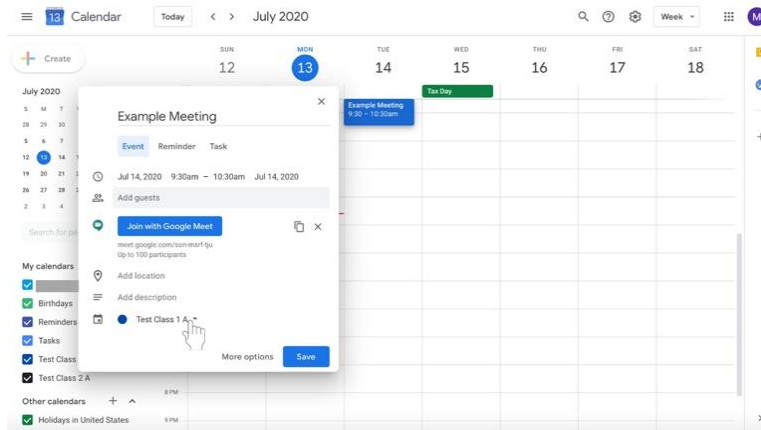 13 Calendar Today July 2020 Week M
Create
SUN MON TUE WED THU FRI SAT
12 13 14 15 16 17 18
Tax Day
July 2020
S M T
28 29 30
5 6 7
12 13 14
19 20 21
26 27 28
2 3 4
Search for pe
My calendars
Birthdays
Reminders
Tasks
Test Class
Test Class 2 A
Other calendars
Holidays in United States
Example Meeting
Event Reminder Task
Jul 14, 2020 9:30am – 10:30am Jul 14, 2020
Add guests
Join with Google Meet
meet.google.com/son-msrf-tju
Up to 100 participants
Add location
Add description
Test Class 1 A
More options Save
Example Meeting
9:30 – 10:30am
8 PM
9 PM